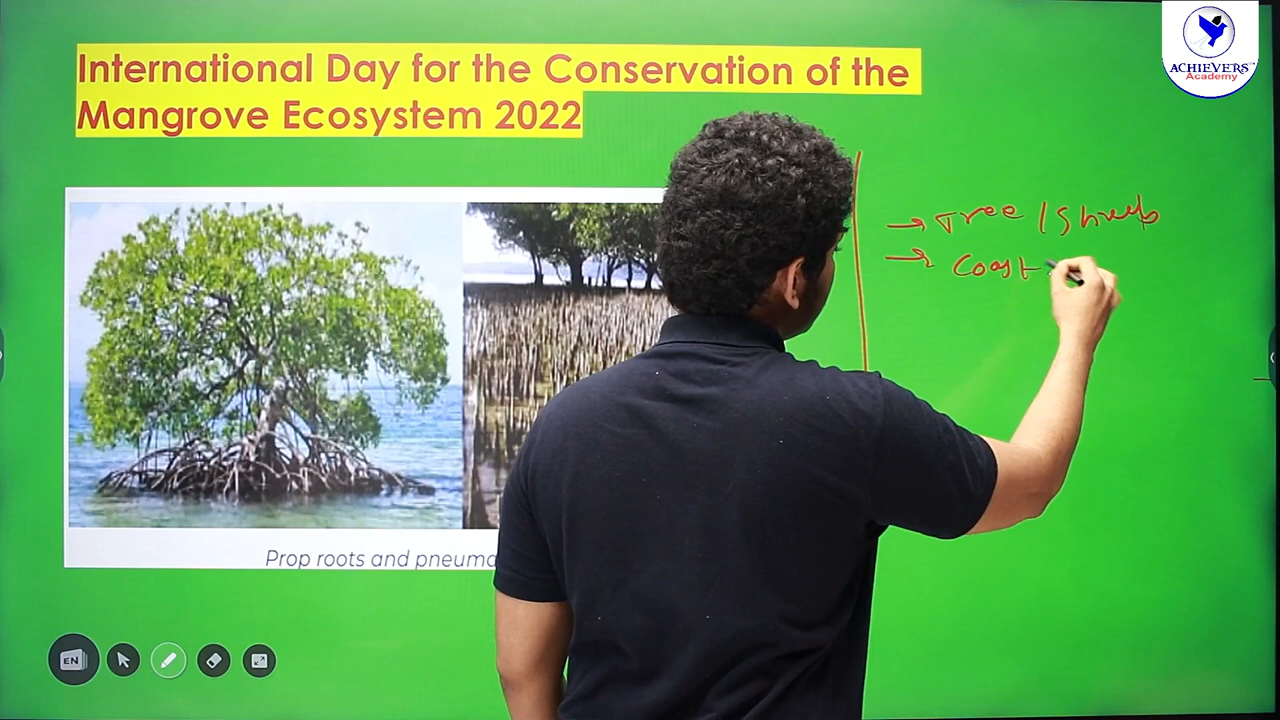 International Day for the Conservation of the
Mangrove Ecosystem 2022
ACHIEVERS
Academy
→ Tree / Shrub
→ Coast
Prop roots and pneuma
EN